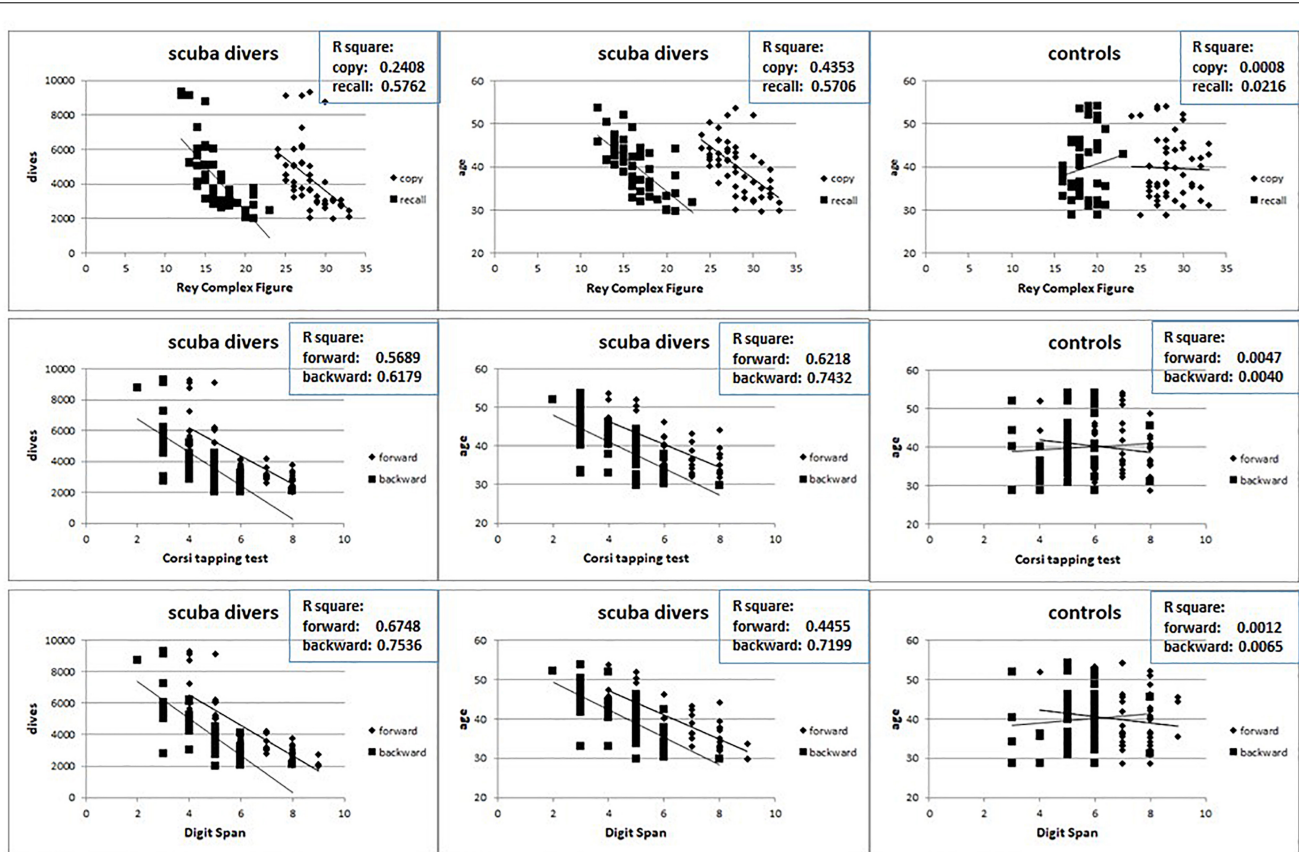 scuba divers
R square:
copy: 0.2408
recall: 0.5762
10000
8000
6000
4000
2000
0
dives
0 5 10 15 20 25 30 35
Rey Complex Figure
copy
recall
scuba divers
R square:
copy: 0.4353
recall: 0.5706
60
50
40
30
20
age
0 5 10 15 20 25 30 35
Rey Complex Figure
copy
recall
controls
R square:
copy: 0.0008
recall: 0.0216
60
50
40
30
20
age
0 5 10 15 20 25 30 35
Rey Complex Figure
copy
recall
scuba divers
R square:
forward: 0.5689
backward: 0.6179
10000
8000
6000
4000
2000
0
dives
0 2 4 6 8 10
Corsi tapping test
forward
backward
scuba divers
R square:
forward: 0.6218
backward: 0.7432
60
50
40
30
20
age
0 2 4 6 8 10
Corsi tapping test
forward
backward
controls
R square:
forward: 0.0047
backward: 0.0040
60
50
40
30
20
age
0 2 4 6 8 10
Corsi tapping test
forward
backward
scuba divers
R square:
forward: 0.6748
backward: 0.7536
10000
8000
6000
4000
2000
0
dives
0 2 4 6 8 10
Digit Span
forward
backward
scuba divers
R square:
forward: 0.4455
backward: 0.7199
60
50
40
30
20
age
0 2 4 6 8 10
Digit Span
forward
backward
controls
R square:
forward: 0.0012
backward: 0.0065
60
50
40
30
20
age
0 2 4 6 8 10
Digit Span
forward
backward